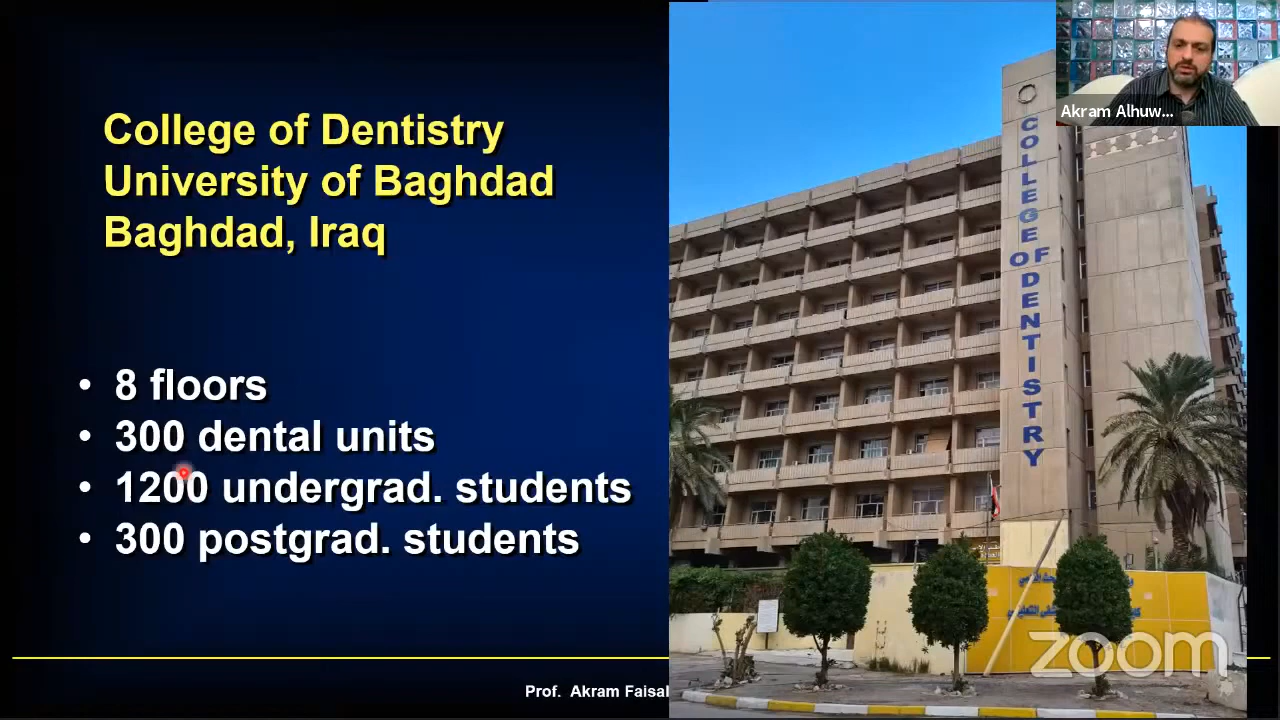 College of Dentistry
University of Baghdad
Baghdad, Iraq
• 8 floors
• 300 dental units
• 1200 undergrad. students
• 300 postgrad. students
Prof. Akram Faisal
COLLEGE OF DENTISTRY
Akram Alhuw...
zoom